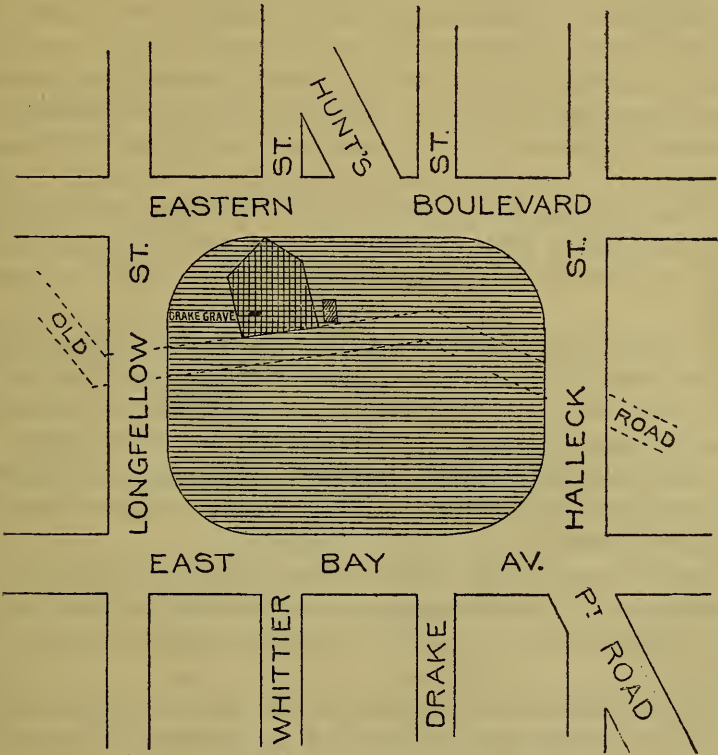 HUNT'S
ST.
ST.
EASTERN BOULEVARD
ST.
ST.
DRAKE GRAVE
OLD
LONGFELLOW
HALLECK
ROAD
EAST BAY AV.
WHITTIER
DRAKE
PT ROAD